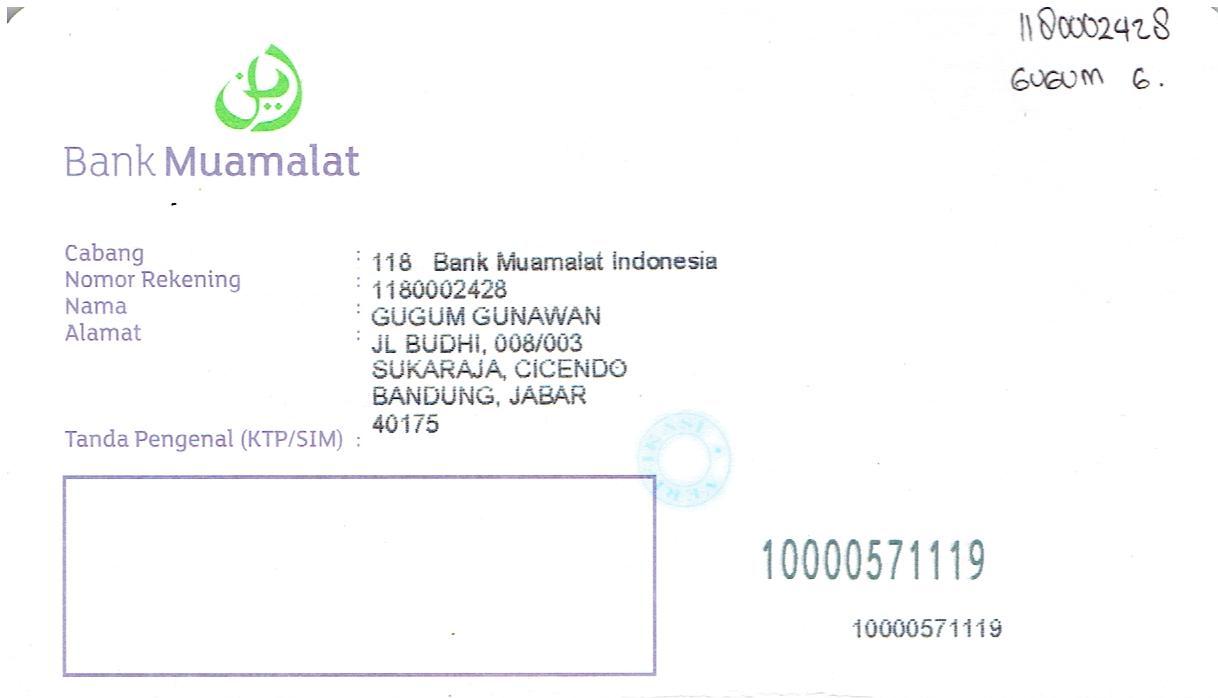 1180002428
GUGUM G.
Bank Muamalat
Cabang : 118 Bank Muamalat Indonesia
Nomor Rekening : 1180002428
Nama : GUGUM GUNAWAN
Alamat : JL BUDHI, 008/003
SUKARAJA, CICENDO
BANDUNG, JABAR
40175
Tanda Pengenal (KTP/SIM) :
VERIFIKASI
10000571119
10000571119